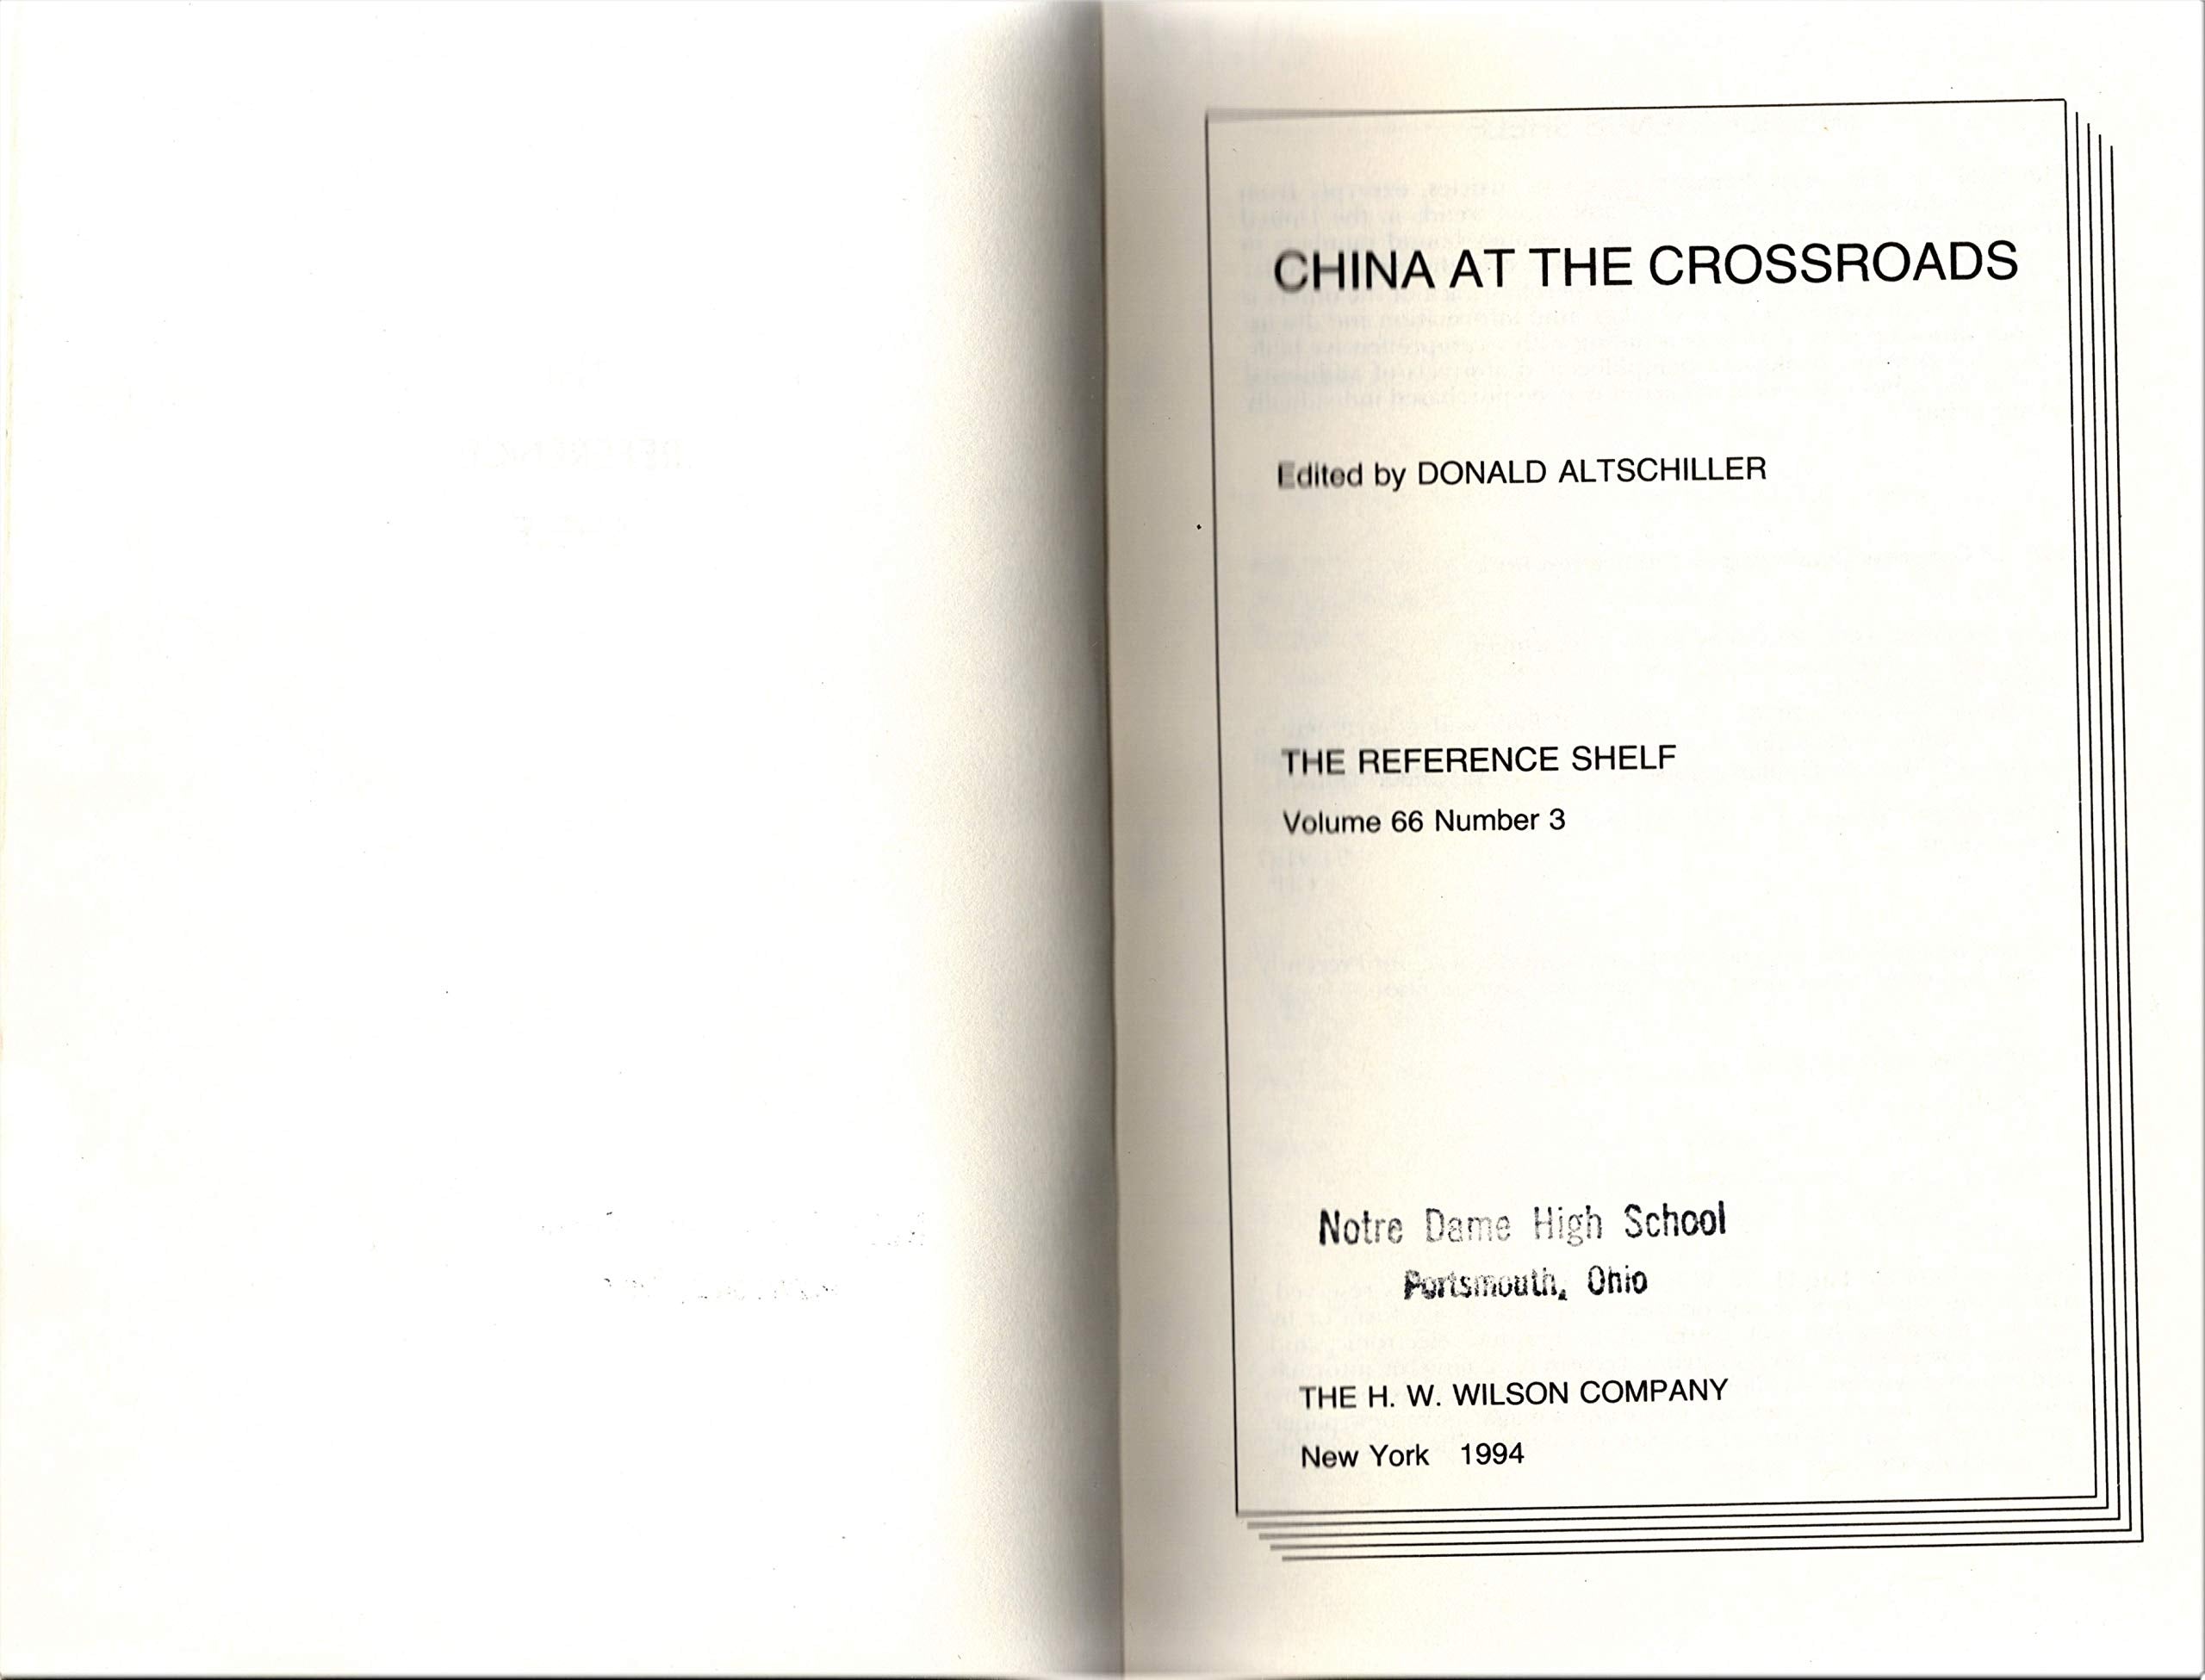 CHINA AT THE CROSSROADS
Edited by DONALD ALTSCHILLER
THE REFERENCE SHELF
Volume 66 Number 3
Notre Dame High School
Portsmouth, Ohio
THE H. W. WILSON COMPANY
New York 1994